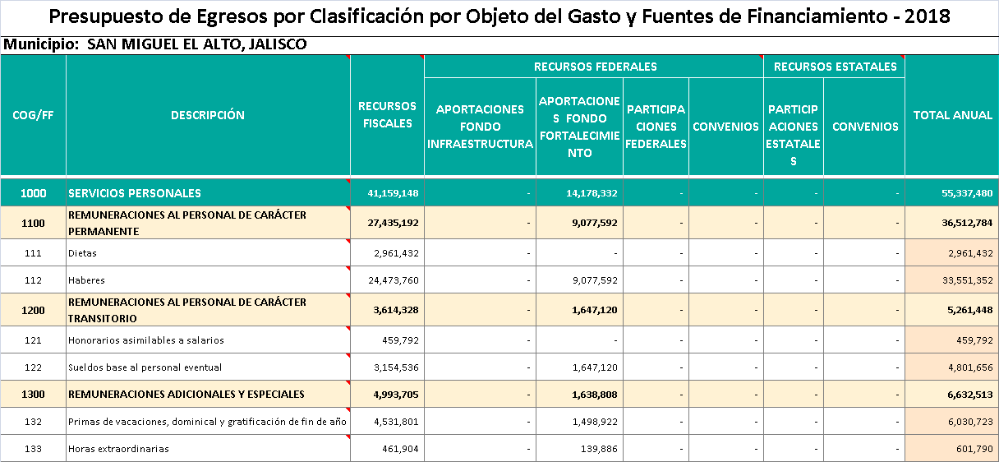 Presupuesto de Egresos por Clasificación por Objeto del Gasto y Fuentes de Financiamiento - 2018
Municipio: SAN MIGUEL EL ALTO, JALISCO
COG/FF
DESCRIPCIÓN
RECURSOS
FISCALES
RECURSOS FEDERALES
APORTACIONES
FONDO
INFRAESTRUCTURA
APORTACIONE
S FONDO
FORTALECIMIE
NTO
PARTICIPA
CIONES
FEDERALES
CONVENIOS
RECURSOS ESTATALES
PARTICIP
ACIONES
ESTATALE
S
CONVENIOS
TOTAL ANUAL
1000 SERVICIOS PERSONALES 41,159,148 - 14,178,332 - - - - 55,337,480
1100 REMUNERACIONES AL PERSONAL DE CARÁCTER
PERMANENTE 27,435,192 - 9,077,592 - - - - 36,512,784
111 Dietas 2,961,432 - - - - - - 2,961,432
112 Haberes 24,473,760 - 9,077,592 - - - - 33,551,352
1200 REMUNERACIONES AL PERSONAL DE CARÁCTER
TRANSITORIO 3,614,328 - 1,647,120 - - - - 5,261,448
121 Honorarios asimilables a salarios 459,792 - - - - - - 459,792
122 Sueldos base al personal eventual 3,154,536 - 1,647,120 - - - - 4,801,656
1300 REMUNERACIONES ADICIONALES Y ESPECIALES 4,993,705 - 1,638,808 - - - - 6,632,513
132 Primas de vacaciones, dominical y gratificación de fin de año 4,531,801 - 1,498,922 - - - - 6,030,723
133 Horas extraordinarias 461,904 - 139,886 - - - - 601,790